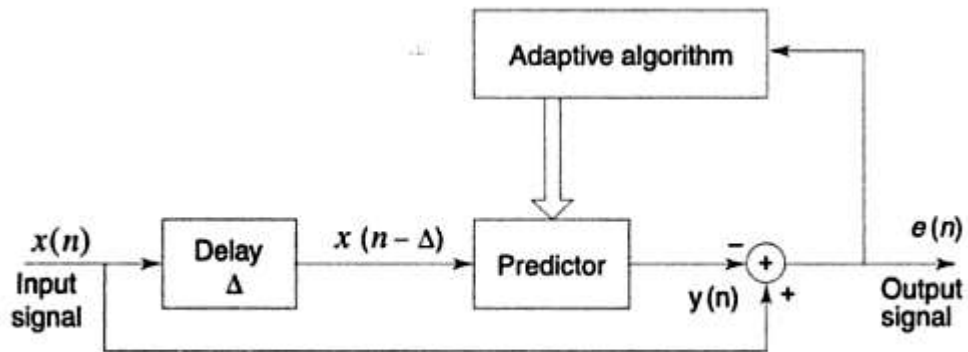 Adaptive algorithm
x(n)
Input
signal
Delay
Δ
x (n – Δ)
Predictor
–
+
y(n)
+
e(n)
Output
signal